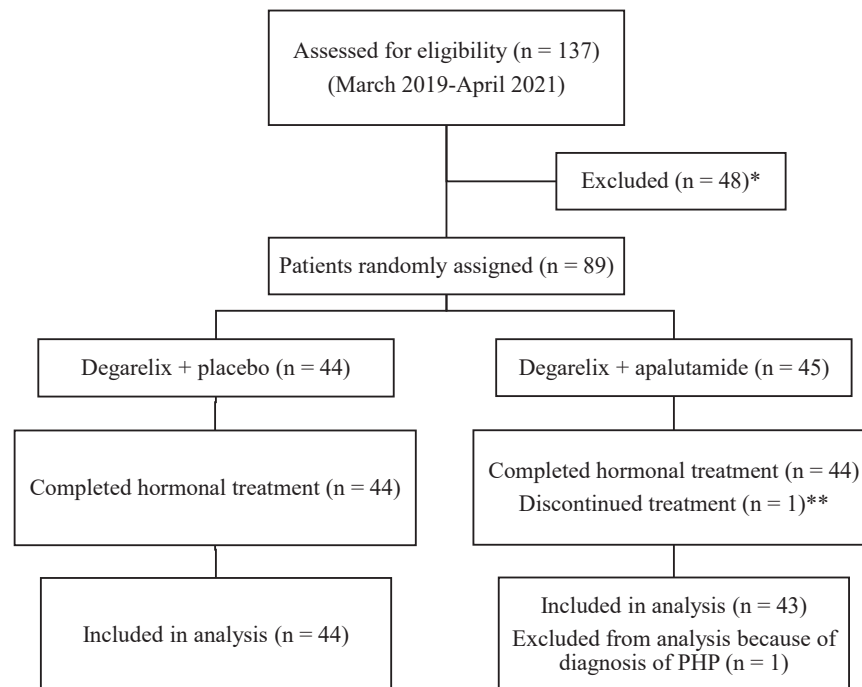 Assessed for eligibility (n = 137)
(March 2019-April 2021)
Excluded (n = 48)*
Patients randomly assigned (n = 89)
Degarelix + placebo (n = 44)
Degarelix + apalutamide (n = 45)
Completed hormonal treatment (n = 44)
Completed hormonal treatment (n = 44)
Discontinued treatment (n = 1)**
Included in analysis (n = 44)
Included in analysis (n = 43)
Excluded from analysis because of
diagnosis of PHP (n = 1)